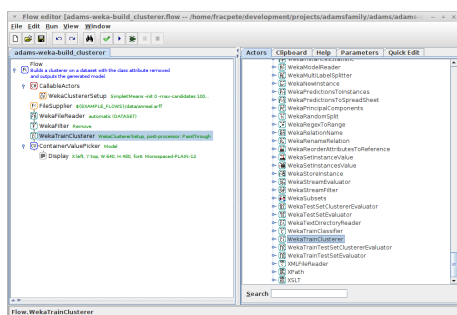 Flow editor [adams-weka-build_clusterer.flow -- /home/fracpete/development/projects/adamsfamily/adams/adams-
File Edit Run View Window
adams-weka-build_clusterer
Flow
Builds a clusterer on a dataset with the class attribute removed
and outputs the generated model.
CallableActors
WekaClustererSetup SimpleKMeans -init 0 -max-candidates 100...
FileSupplier ${EXAMPLE_FLOWS}/data/anneal.arff
WekaFileReader automatic (DATASET)
WekaFilter Remove
WekaTrainClusterer WekaClustererSetup, post-processor: PassThrough
ContainerValuePicker Model
Display X:left, Y:top, W:640, H:480, font: Monospaced-PLAIN-12
Actors Clipboard Help Parameters Quick Edit
WekaModelReader
WekaMultiLabelSplitter
WekaNewInstance
WekaPredictionsToInstances
WekaPredictionsToSpreadSheet
WekaPrincipalComponents
WekaRandomSplit
WekaRegexToRange
WekaRelationName
WekaRenameRelation
WekaReorderAttributesToReference
WekaSetInstanceValue
WekaSetInstancesValue
WekaStoreInstance
WekaStreamEvaluator
WekaStreamFilter
WekaSubsets
WekaTestSetClustererEvaluator
WekaTestSetEvaluator
WekaTextDirectoryReader
WekaTrainClassifier
WekaTrainClusterer
WekaTrainTestSetClustererEvaluator
WekaTrainTestSetEvaluator
XMLFileReader
XPath
XSLT
Search
Flow.WekaTrainClusterer